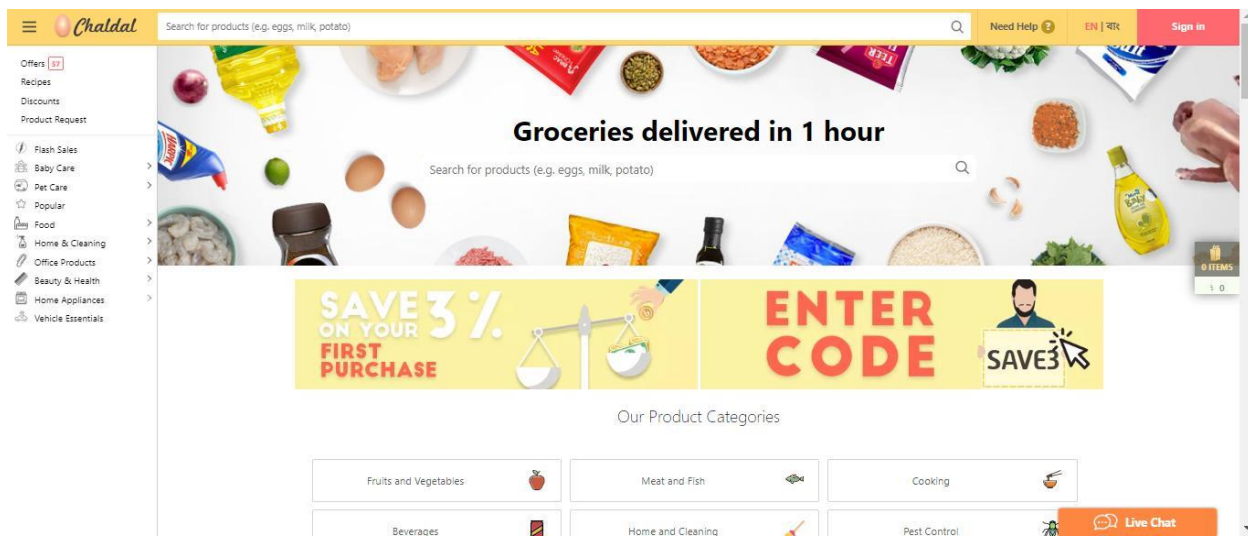 Chaldal
Search for products (e.g. eggs, milk, potato)
Need Help ?
EN | বাং
Sign in
Offers 57
Recipes
Discounts
Product Request
Flash Sales
Baby Care
Pet Care
Popular
Food
Home & Cleaning
Office Products
Beauty & Health
Home Appliances
Vehicle Essentials
TEER
HARPIC
Groceries delivered in 1 hour
Search for products (e.g. eggs, milk, potato)
0 ITEMS
৳ 0
SAVE 3 %
ON YOUR
FIRST
PURCHASE
ENTER
CODE
SAVE3
Our Product Categories
Fruits and Vegetables
Meat and Fish
Cooking
Beverages
Home and Cleaning
Pest Control
Live Chat